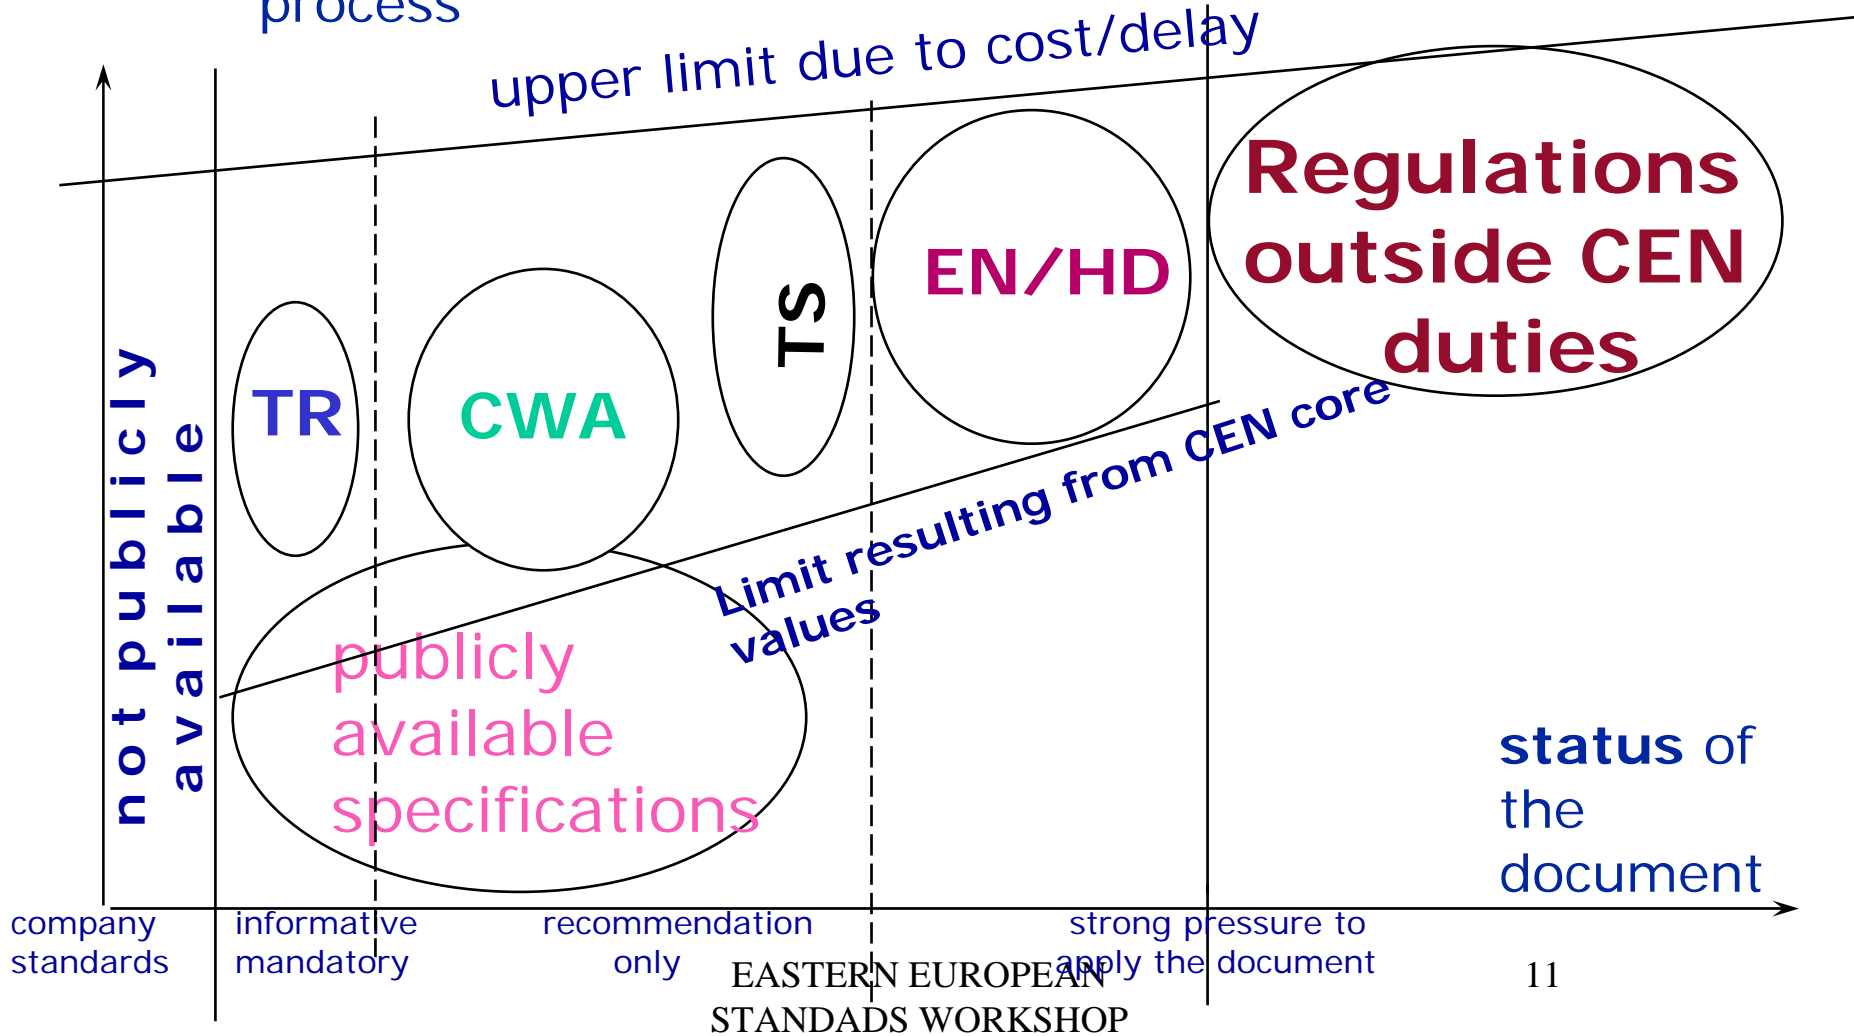 process
upper limit due to cost/delay
not publicly
available
TR
CWA
TS
EN/HD
Regulations
outside CEN
duties
Limit resulting from CEN core
values
publicly
available
specifications
status of
the
document
company
standards
informative
mandatory
recommendation
only
strong pressure to
apply the document
EASTERN EUROPEAN
STANDADS WORKSHOP
11